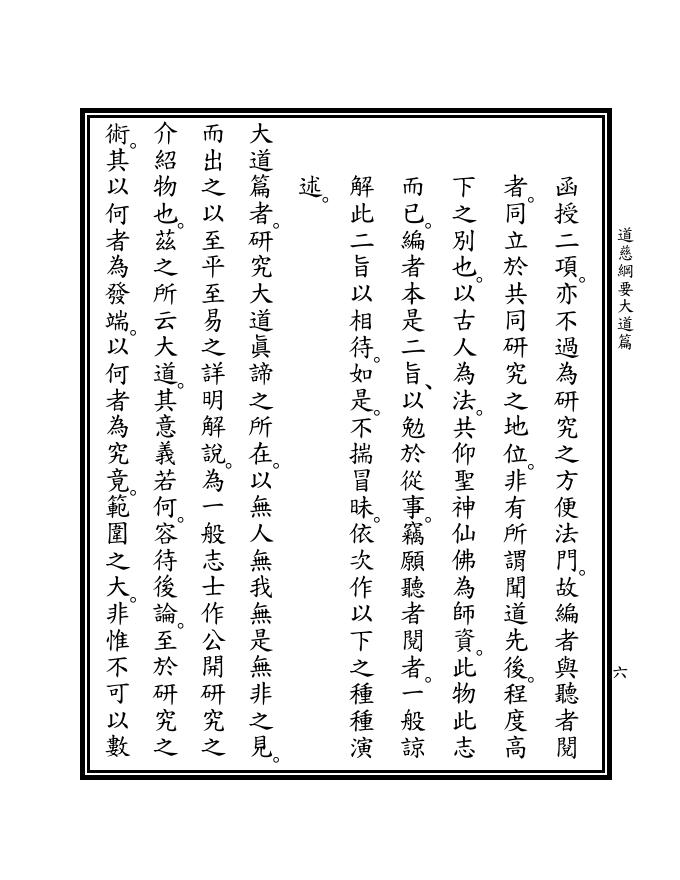 道慈綱要大道篇
六
函授二項。亦不過為研究之方便法門。故編者與聽者閱
者。同立於共同研究之地位。非有所謂聞道先後。程度高
下之別也。以古人為法。共仰聖神仙佛為師資。此物此志
而已。編者本是二旨、以勉於從事。竊願聽者閱者。一般諒
解此二旨以相待。如是。不揣冒昧。依次作以下之種種演
述。
大道篇者。研究大道眞諦之所在。以無人無我無是無非之見。
而出之以至平至易之詳明解說。為一般志士作公開研究之
介紹物也。茲之所云大道。其意義若何。容待後論。至於研究之
術。其以何者為發端。以何者為究竟。範圍之大。非惟不可以數